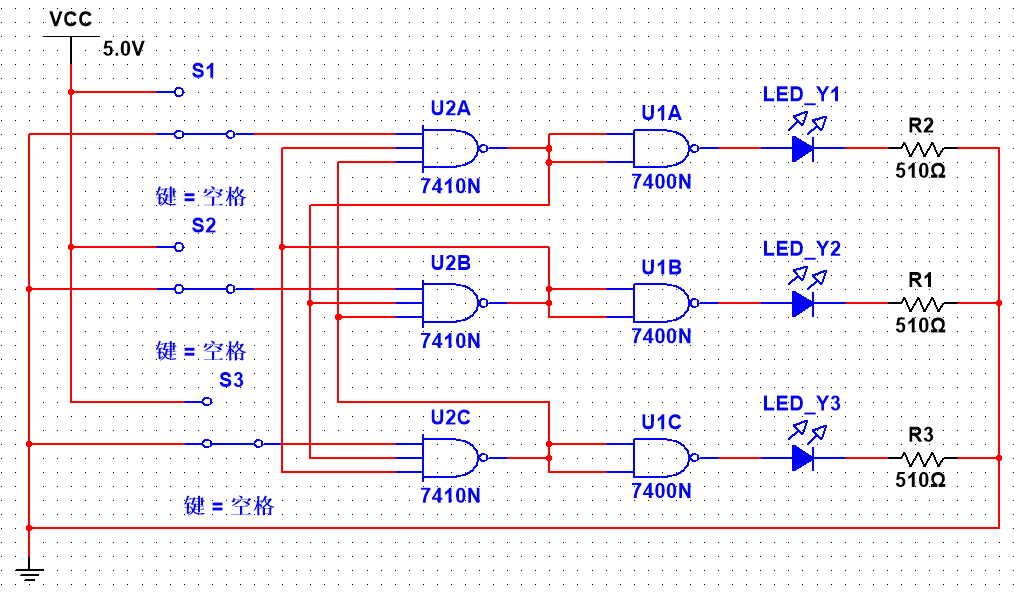 VCC
5.0V
S1
键 = 空格
S2
键 = 空格
S3
键 = 空格
U2A
7410N
U1A
7400N
LED_Y1
R2
510Ω
U2B
7410N
U1B
7400N
LED_Y2
R1
510Ω
U2C
7410N
U1C
7400N
LED_Y3
R3
510Ω